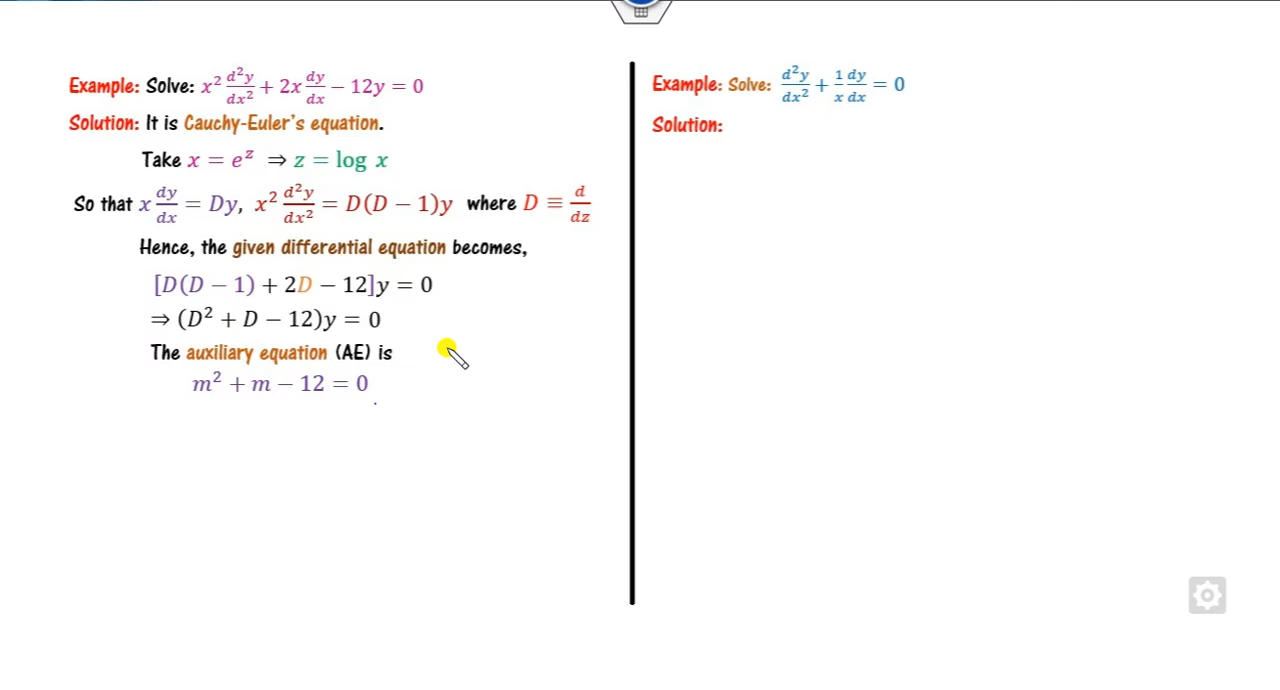 Example: Solve: x² d²y/dx² + 2x dy/dx − 12y = 0
Solution: It is Cauchy-Euler's equation.
Take x = e^z ⇒ z = log x
So that x dy/dx = Dy, x² d²y/dx² = D(D − 1)y where D ≡ d/dz
Hence, the given differential equation becomes,
[D(D − 1) + 2D − 12]y = 0
⇒ (D² + D − 12)y = 0
The auxiliary equation (AE) is
m² + m − 12 = 0
Example: Solve: d²y/dx² + 1/x dy/dx = 0
Solution: